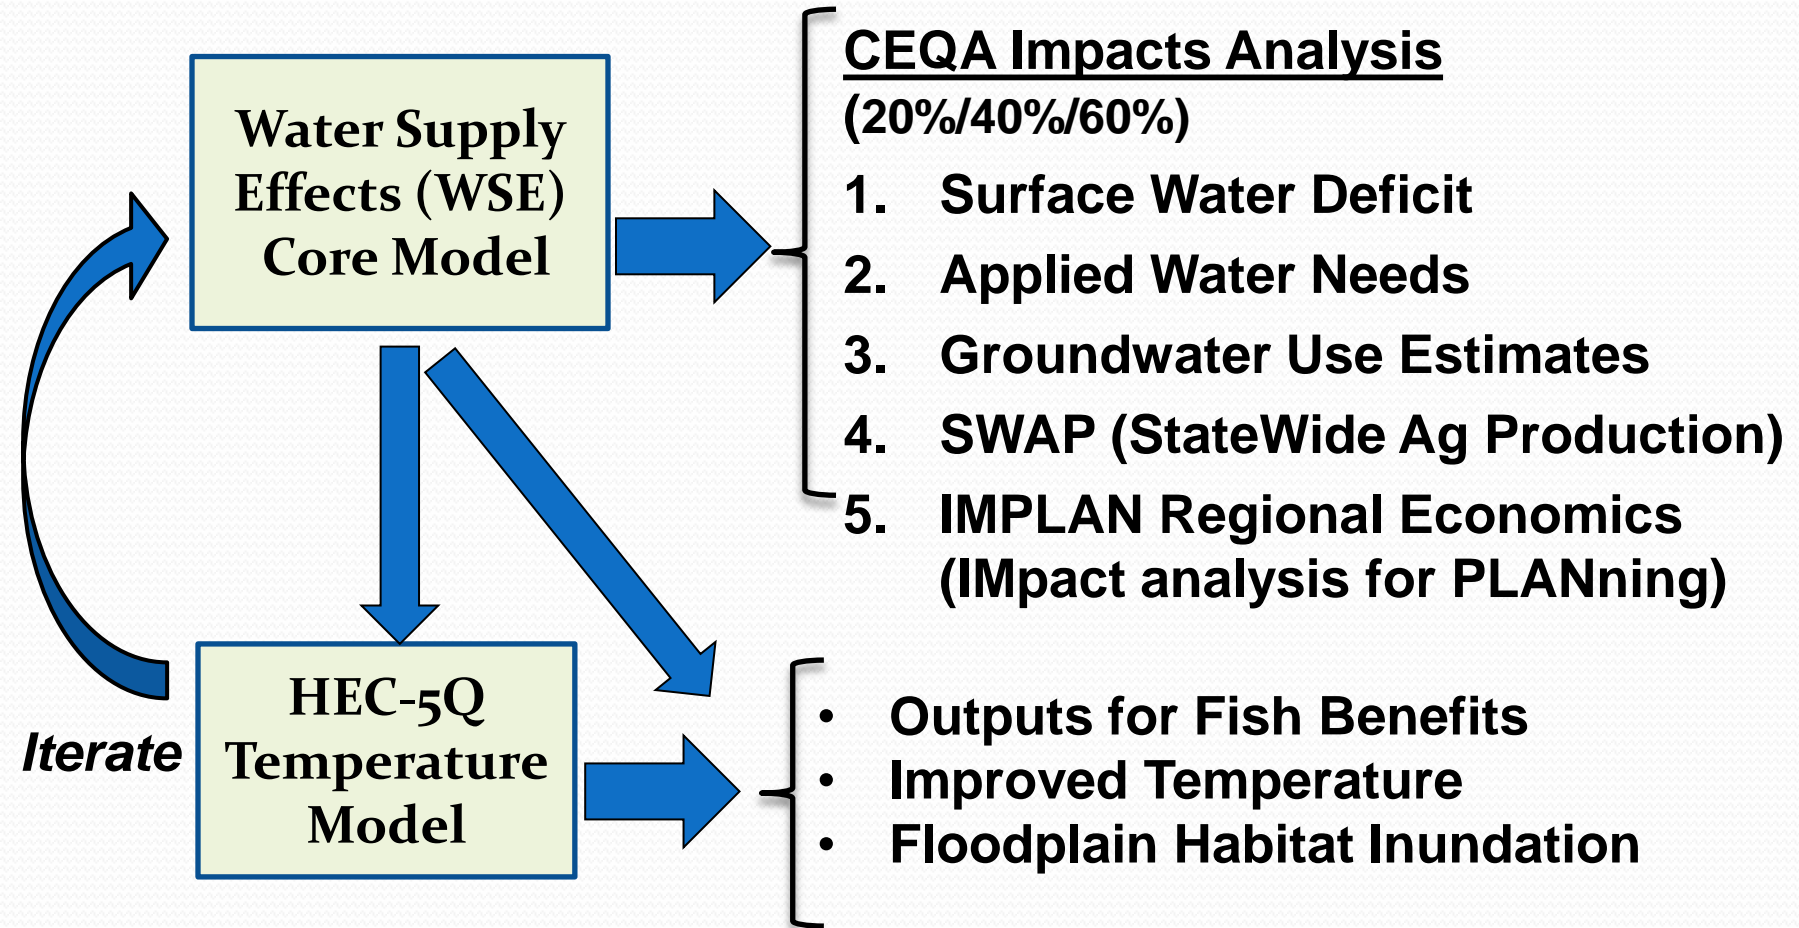 Water Supply
Effects (WSE)
Core Model
CEQA Impacts Analysis
(20%/40%/60%)
1. Surface Water Deficit
2. Applied Water Needs
3. Groundwater Use Estimates
4. SWAP (StateWide Ag Production)
5. IMPLAN Regional Economics
(IMpact analysis for PLANning)
Iterate
HEC-5Q
Temperature
Model
• Outputs for Fish Benefits
• Improved Temperature
• Floodplain Habitat Inundation